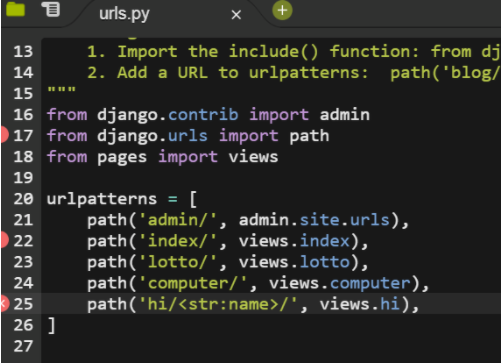 urls.py × +
13 1. Import the include() function: from dj
14 2. Add a URL to urlpatterns:  path('blog/
15 """
16 from django.contrib import admin
17 from django.urls import path
18 from pages import views
19
20 urlpatterns = [
21     path('admin/', admin.site.urls),
22     path('index/', views.index),
23     path('lotto/', views.lotto),
24     path('computer/', views.computer),
25     path('hi/<str:name>/', views.hi),
26 ]
27